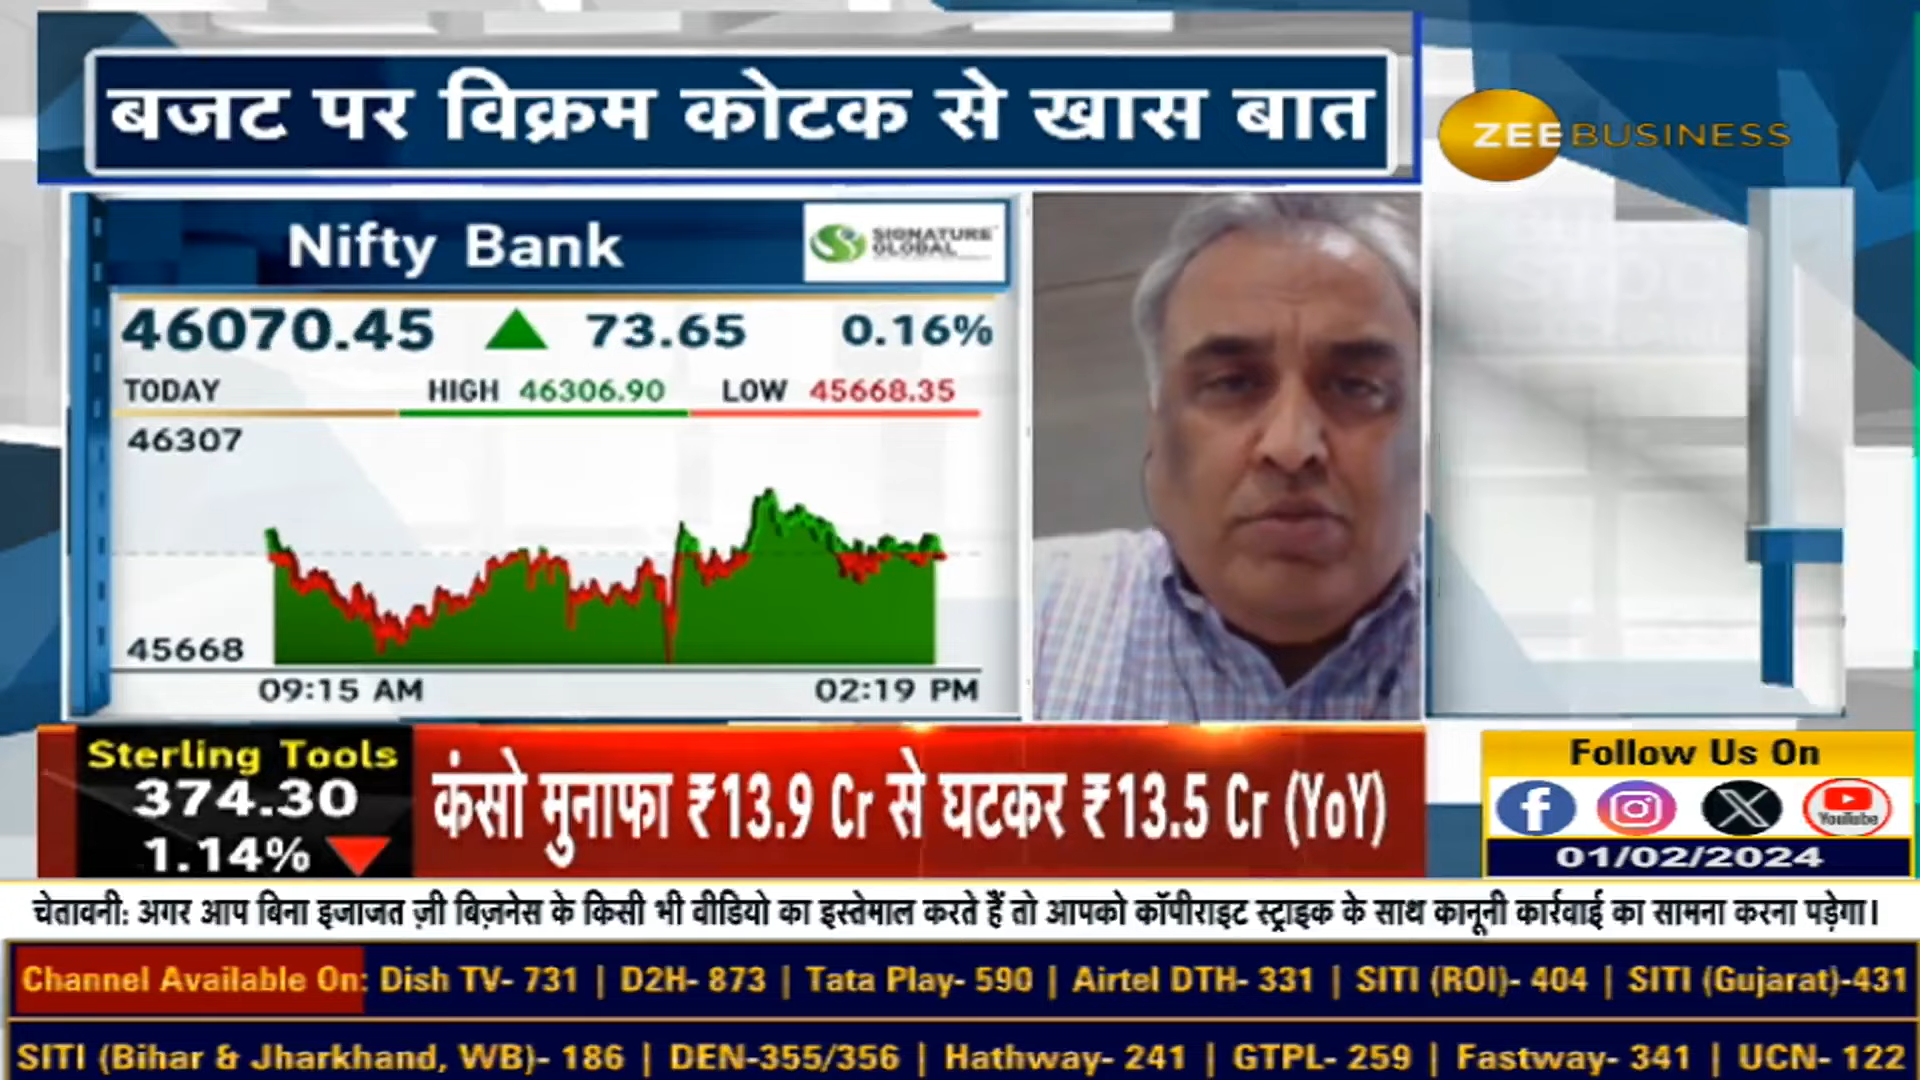 बजट पर विक्रम कोटक से खास बात
ZEE BUSINESS
Nifty Bank
SIGNATURE GLOBAL
46070.45 73.65 0.16%
TODAY HIGH 46306.90 LOW 45668.35
46307
45668
09:15 AM 02:19 PM
Sterling Tools
374.30
1.14%
कंसो मुनाफा ₹13.9 Cr से घटकर ₹13.5 Cr (YoY)
Follow Us On
YouTube
01/02/2024
चेतावनी: अगर आप बिना इजाजत ज़ी बिज़नेस के किसी भी वीडियो का इस्तेमाल करते हैं तो आपको कॉपीराइट स्ट्राइक के साथ कानूनी कार्रवाई का सामना करना पड़ेगा।
Channel Available On: Dish TV- 731 | D2H- 873 | Tata Play- 590 | Airtel DTH- 331 | SITI (ROI)- 404 | SITI (Gujarat)-431
SITI (Bihar & Jharkhand, WB)- 186 | DEN-355/356 | Hathway- 241 | GTPL- 259 | Fastway- 341 | UCN- 122